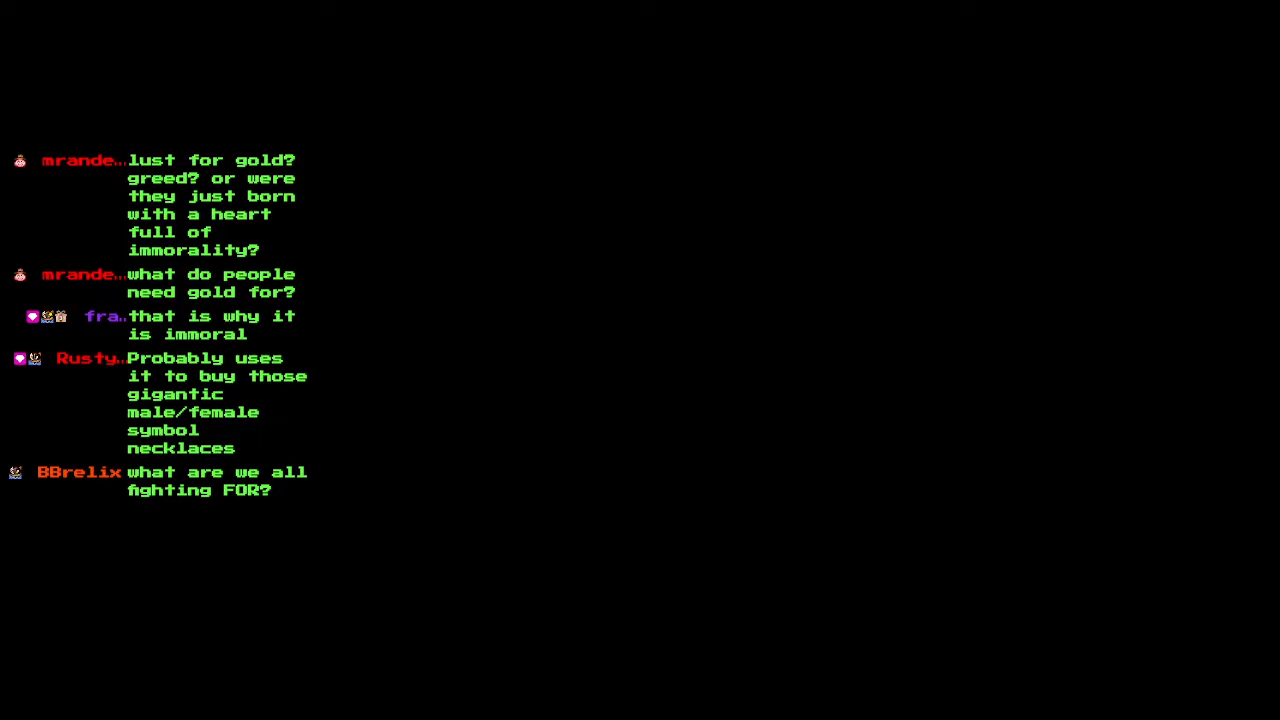 mrande...lust for gold?
greed? or were
they just born
with a heart
full of
immorality?
mrande...what do people
need gold for?
fra..that is why it
is immoral
Rusty...Probably uses
it to buy those
gigantic
male/female
symbol
necklaces
BBrelix what are we all
fighting FOR?